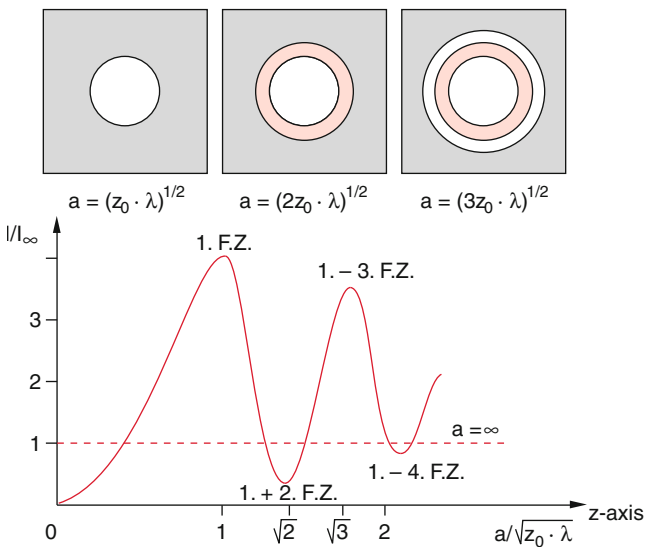 a = (z₀ · λ)^1/2 a = (2z₀ · λ)^1/2 a = (3z₀ · λ)^1/2
I/I∞
1. F.Z.
1. – 3. F.Z.
3
2
a = ∞
1
1. – 4. F.Z.
1. + 2. F.Z.
z-axis
0 1 √2 √3 2 a/√z₀ · λ